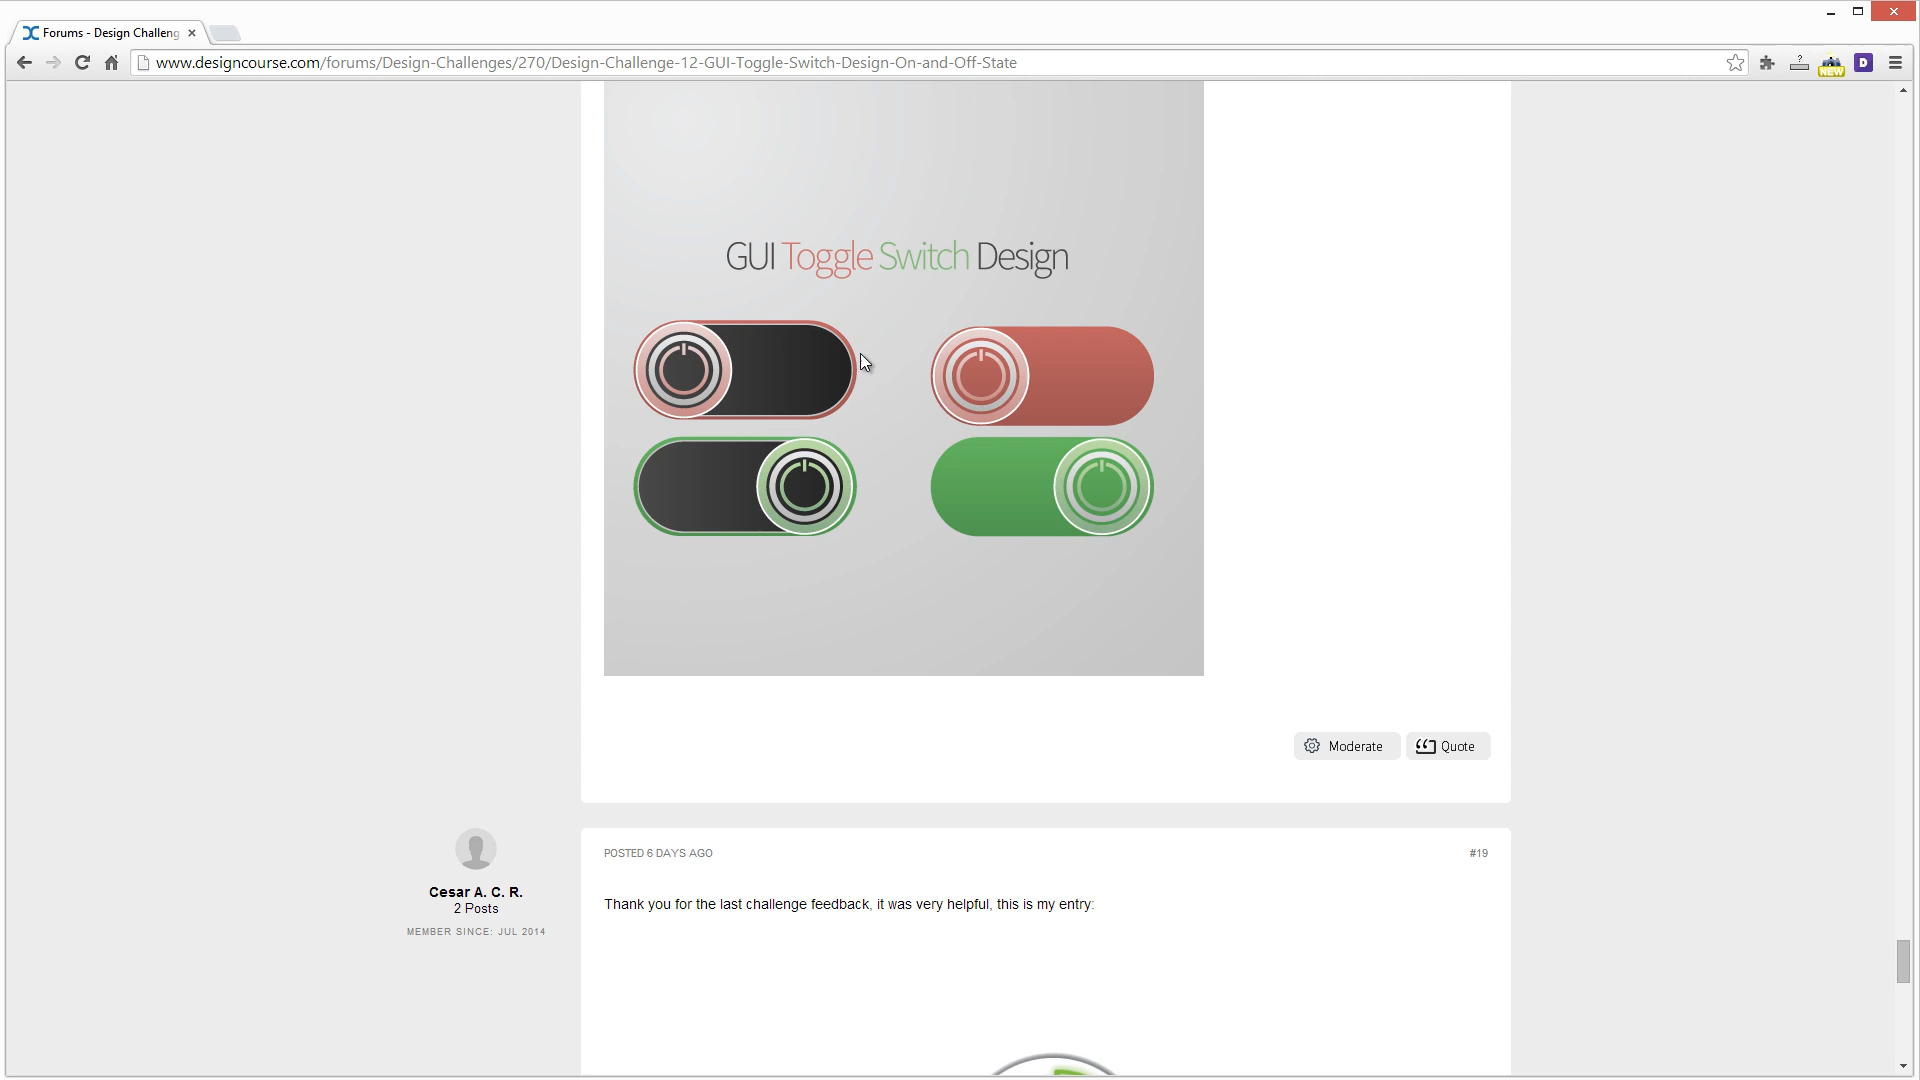 Forums - Design Challeng
www.designcourse.com/forums/Design-Challenges/270/Design-Challenge-12-GUI-Toggle-Switch-Design-On-and-Off-State
?
NEW
D
GUI Toggle Switch Design
Moderate
Quote
POSTED 6 DAYS AGO
#19
Cesar A. C. R.
2 Posts
MEMBER SINCE: JUL 2014
Thank you for the last challenge feedback, it was very helpful, this is my entry: